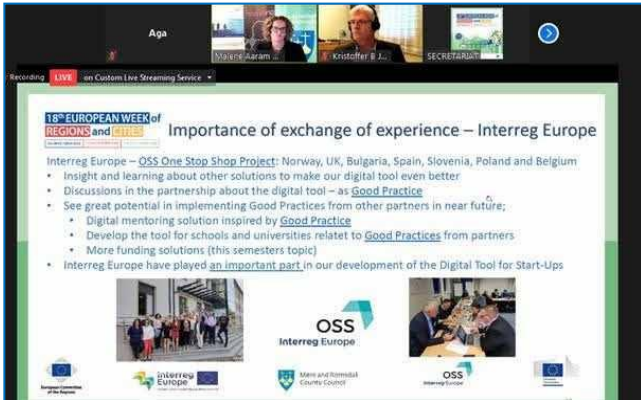 Aga
Malene Aaram ...
Kristoffer B J...
SECRETARIAT
Recording
LIVE
on Custom Live Streaming Service
18th EUROPEAN WEEK of
REGIONS and CITIES
Importance of exchange of experience – Interreg Europe
Interreg Europe – OSS One Stop Shop Project: Norway, UK, Bulgaria, Spain, Slovenia, Poland and Belgium
• Insight and learning about other solutions to make our digital tool even better
• Discussions in the partnership about the digital tool – as Good Practice
• See great potential in implementing Good Practices from other partners in near future;
• Digital mentoring solution inspired by Good Practice
• Develop the tool for schools and universities relatet to Good Practices from partners
• More funding solutions (this semesters topic)
• Interreg Europe have played an important part in our development of the Digital Tool for Start-Ups
OSS
Interreg Europe
European Committee
of the Regions
Interreg
Europe
Møre and Romsdal
County Council
OSS
Interreg Europe
European
Commission